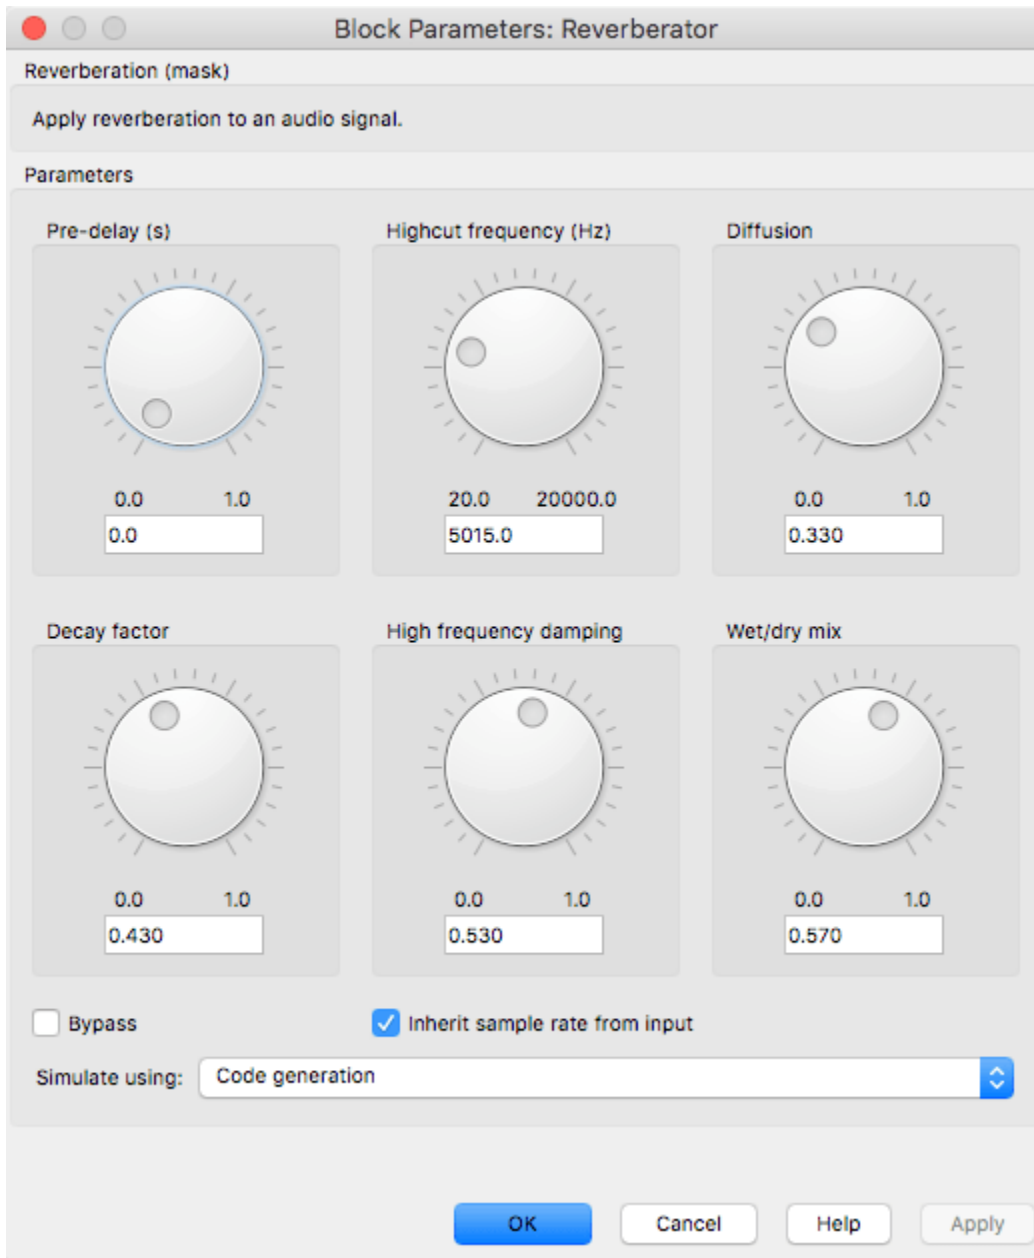 Block Parameters: Reverberator
Reverberation (mask)
Apply reverberation to an audio signal.
Parameters
Pre-delay (s) Highcut frequency (Hz) Diffusion
0.0 1.0 20.0 20000.0 0.0 1.0
0.0 5015.0 0.330
Decay factor High frequency damping Wet/dry mix
0.0 1.0 0.0 1.0 0.0 1.0
0.430 0.530 0.570
Bypass Inherit sample rate from input
Simulate using: Code generation
OK Cancel Help Apply